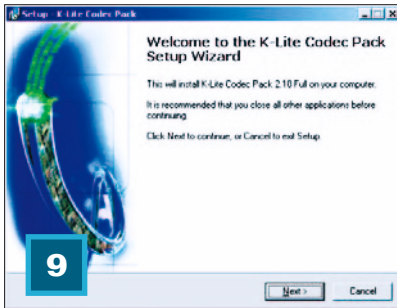 Setup - K-Lite Codec Pack
Welcome to the K-Lite Codec Pack
Setup Wizard
This will install K-Lite Codec Pack 2.10 Full on your computer.
It is recommended that you close all other applications before
continuing.
Click Next to continue, or Cancel to exit Setup.
9
Next >
Cancel